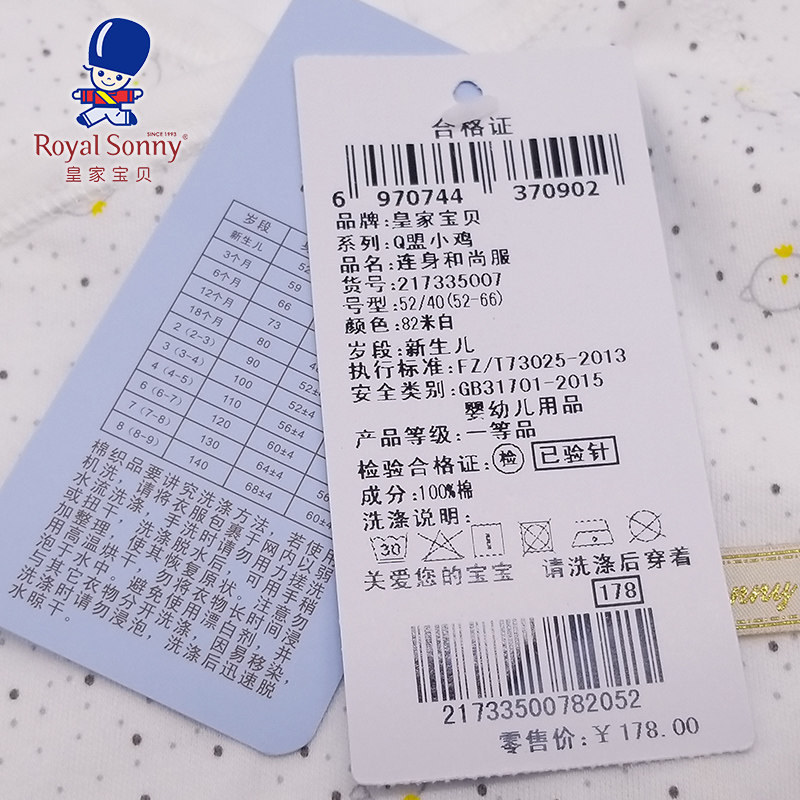 Royal Sonny
SINCE 1993
®
皇家宝贝
合格证
6 970744 370902
品牌:皇家宝贝
系列:Q盟小鸡
品名:连身和尚服
货号:217335007
号型:52/40(52-66)
颜色:82米白
岁段:新生儿
执行标准:FZ/T73025-2013
安全类别:GB31701-2015
婴幼儿用品
产品等级:一等品
检验合格证:检 已验针
成分:100%棉
洗涤说明:
30
关爱您的宝宝 请洗涤后穿着
178
21733500782052
零售价:¥178.00
岁段
新生儿 52
3个月 59
6个月 66
12个月 73
18个月 80
2 (2-3) 90
3 (3-4) 100
4 (4-5) 110 52±4
6 (6-7) 120 56±4
7 (7-8) 130 60±4
8 (8-9) 140 64±4
68±4
棉织品要讲究洗涤方法,若使用
机洗,请将衣服包裹于网内以弱
水流洗涤,手洗时请勿用力搓洗
或扭干,洗涤脱水后,可用手稍
加整理,使其恢复原状。注意勿
用高温烘干,勿将衣物长时间浸
泡于水中。避免使用漂白剂,并
与其它衣物分开洗涤,因易移染,
洗涤时请勿浸泡,洗涤后迅速脱
水晾干。
nny